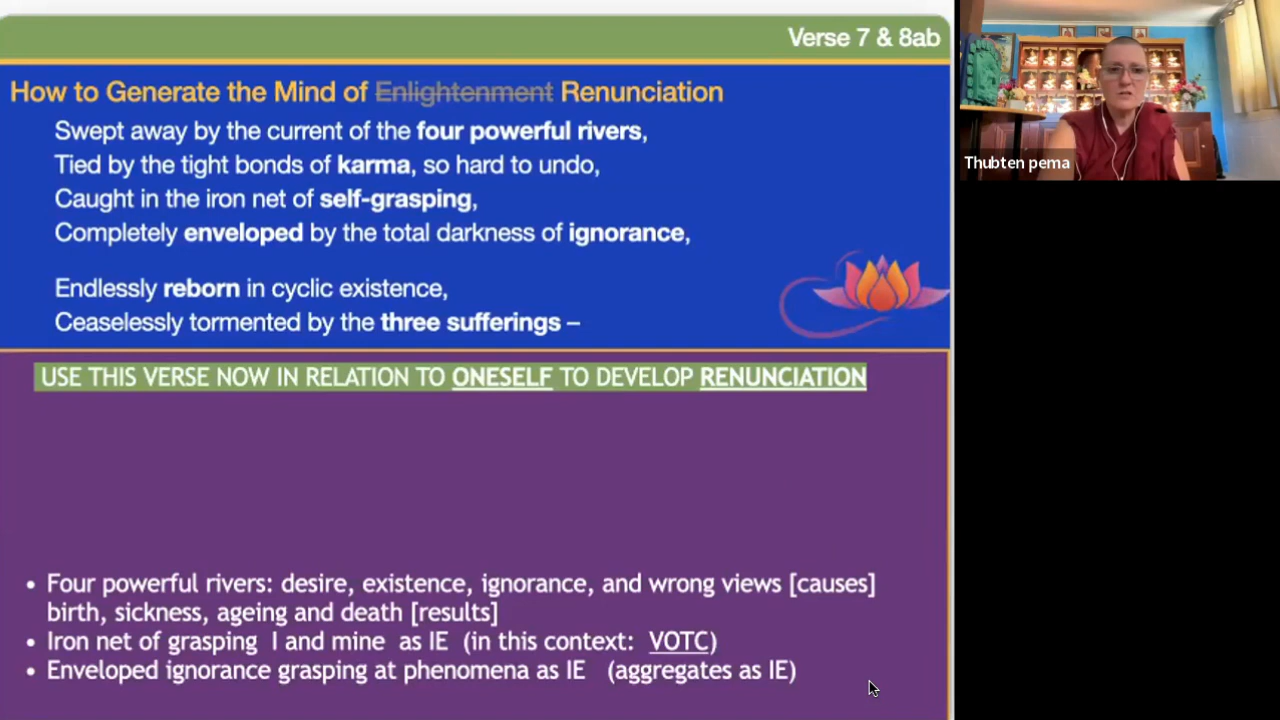 Verse 7 & 8ab
How to Generate the Mind of Enlightenment Renunciation
Swept away by the current of the four powerful rivers,
Tied by the tight bonds of karma, so hard to undo,
Caught in the iron net of self-grasping,
Completely enveloped by the total darkness of ignorance,
Endlessly reborn in cyclic existence,
Ceaselessly tormented by the three sufferings –
USE THIS VERSE NOW IN RELATION TO ONESELF TO DEVELOP RENUNCIATION
• Four powerful rivers: desire, existence, ignorance, and wrong views [causes]
birth, sickness, ageing and death [results]
• Iron net of grasping I and mine as IE (in this context: VOTC)
• Enveloped ignorance grasping at phenomena as IE (aggregates as IE)
Thubten pema